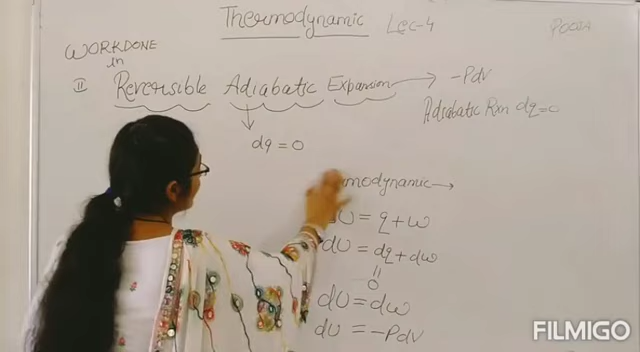 Thermodynamic Lec-4
POOJA
WORKDONE
in
II Reversible Adiabatic Expansion → -PdV
Adiabatic Rxn dq=0
dq = 0
modynamic →
dU = q + w
dU = dq + dw
=
0
dU = dw
dU = -PdV
FILMIGO